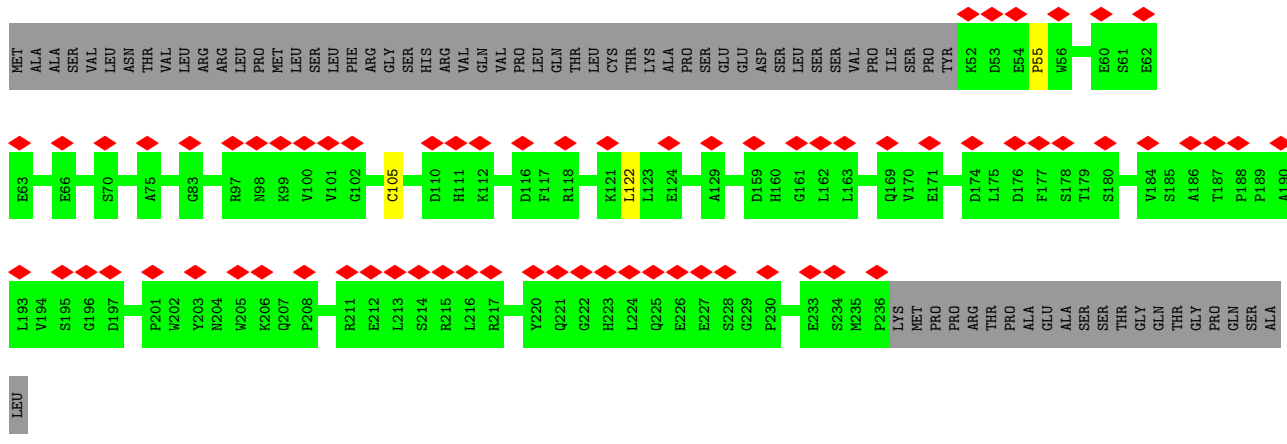 MET ALA ALA SER VAL LEU ASN THR VAL LEU ARG ARG LEU PRO MET LEU SER LEU PHE ARG GLY SER HIS ARG VAL GLN VAL PRO LEU GLN THR LEU CYS THR LYS ALA PRO SER GLU GLU ASP SER LEU SER SER VAL PRO ILE SER PRO TYR K52 D53 E54 P55 W56 E60 S61 E62
E63 E66 S70 A75 G83 R97 N98 K99 V100 V101 G102 C105 D110 H111 K112 D116 F117 R118 K121 L122 L123 E124 A129 D159 H160 G161 L162 L163 Q169 V170 E171 D174 L175 D176 F177 S178 T179 S180 V184 S185 A186 T187 P188 P189 A190
L193 V194 S195 G196 D197 P201 W202 Y203 N204 W205 K206 Q207 P208 R211 E212 L213 S214 R215 L216 R217 Y220 Q221 G222 H223 L224 Q225 E226 E227 S228 G229 P230 E233 S234 M235 P236 LYS MET PRO PRO ARG THR PRO ALA GLU ALA SER SER THR GLY GLN THR GLY PRO GLN SER ALA
LEU